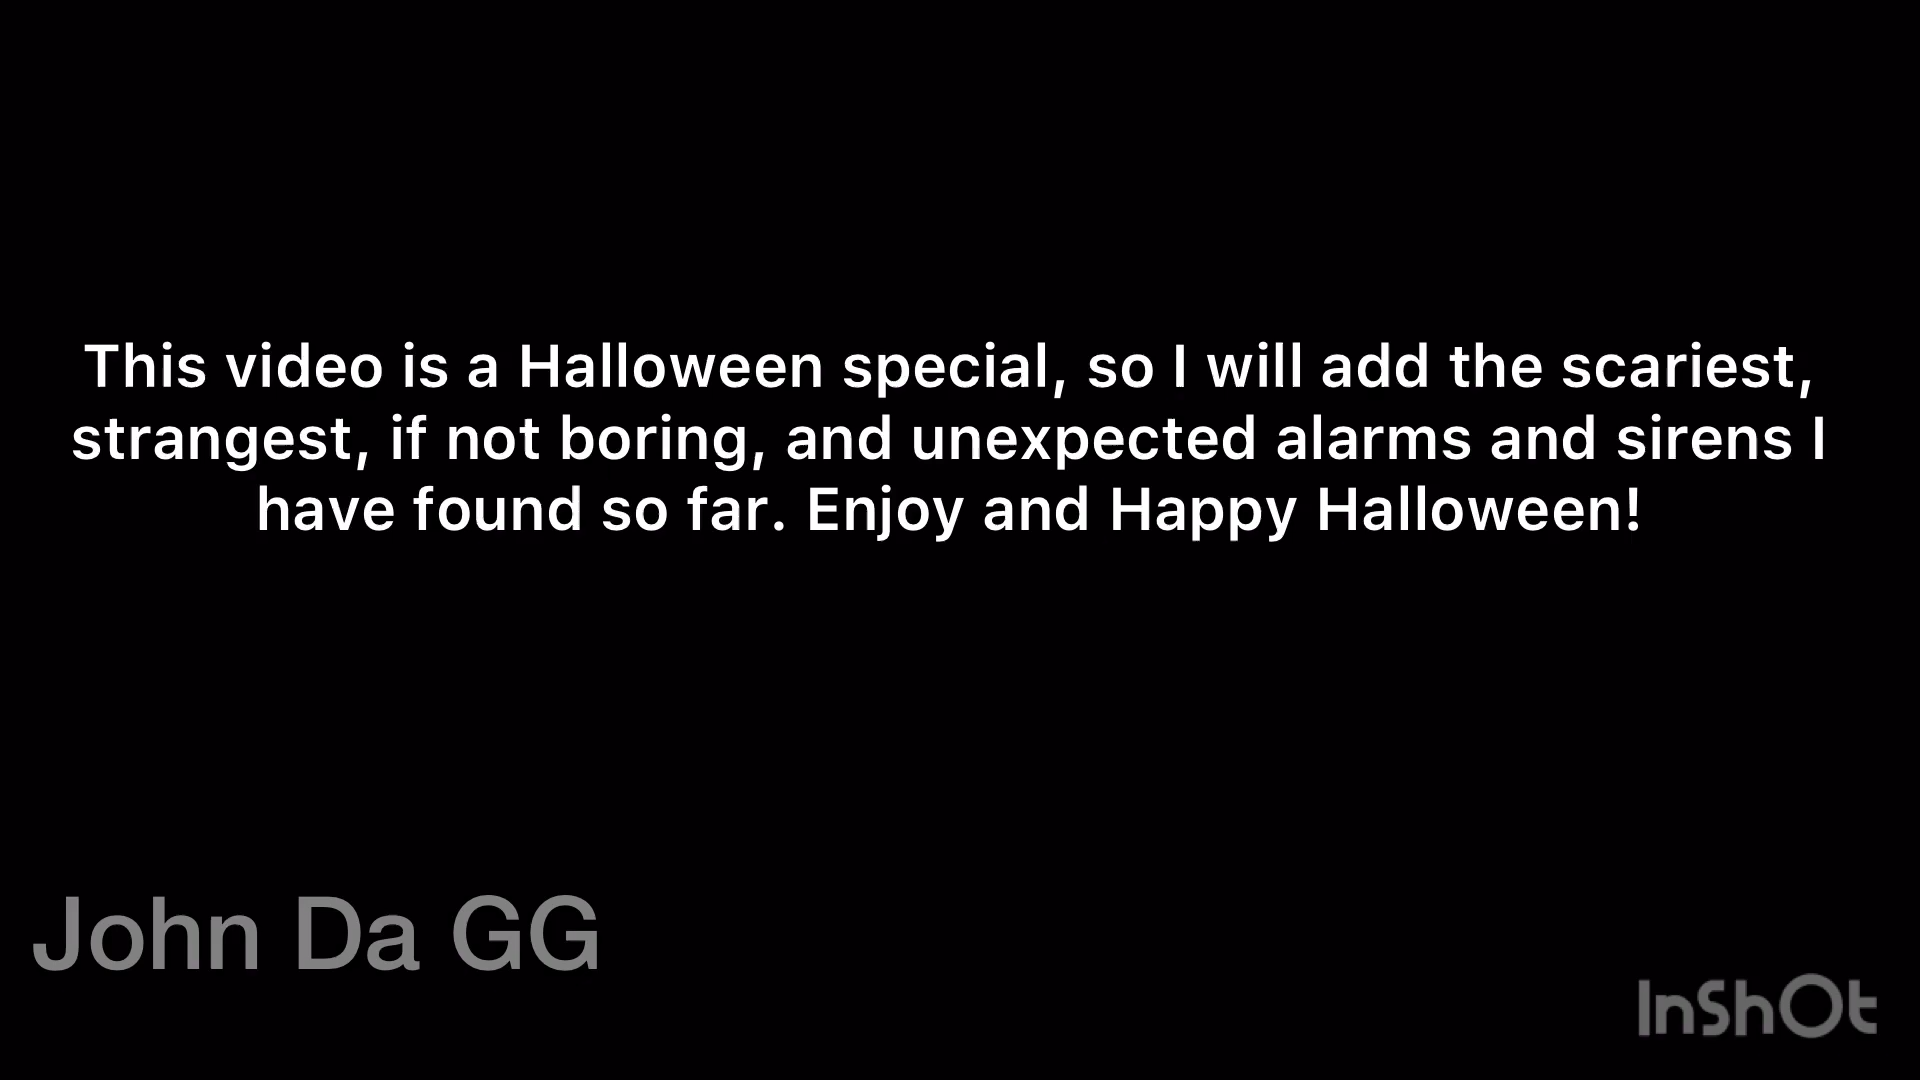 This video is a Halloween special, so I will add the scariest,
strangest, if not boring, and unexpected alarms and sirens I
have found so far. Enjoy and Happy Halloween!
John Da GG
InShOt